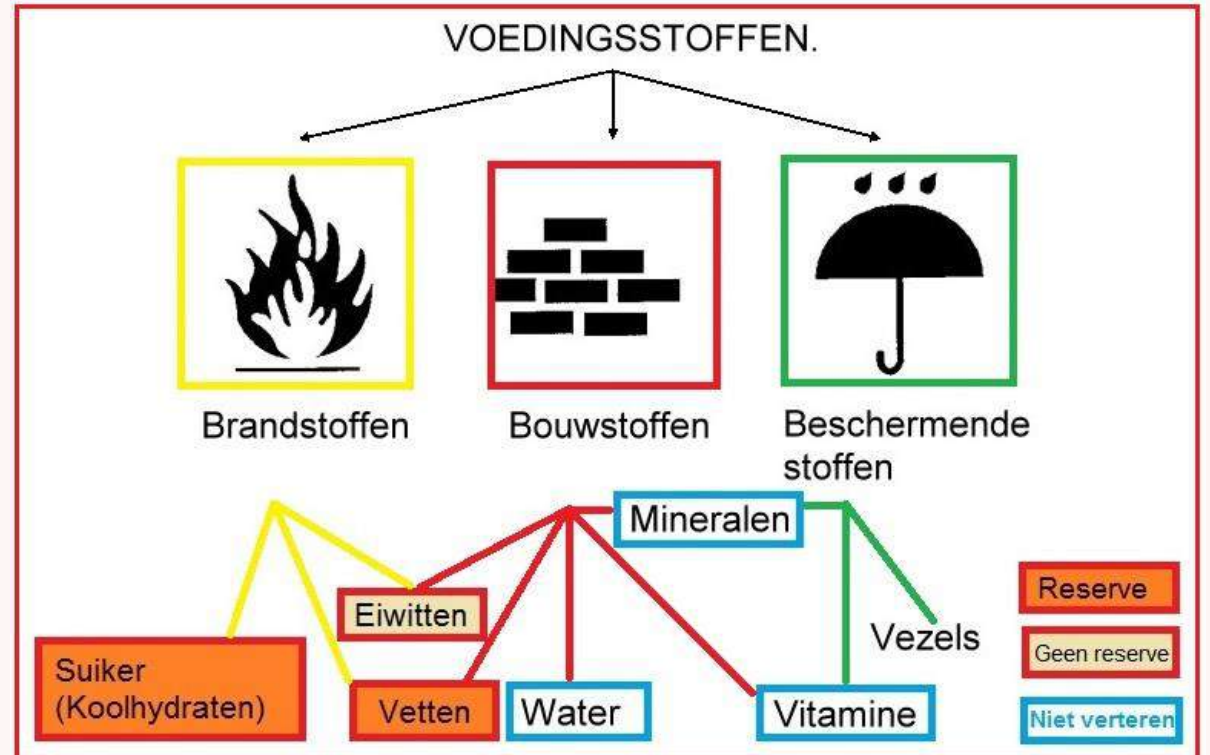 VOEDINGSSTOFFEN.
Brandstoffen
Bouwstoffen
Beschermende
stoffen
Mineralen
Eiwitten
Vezels
Suiker
(Koolhydraten)
Vetten
Water
Vitamine
Reserve
Geen reserve
Niet verteren